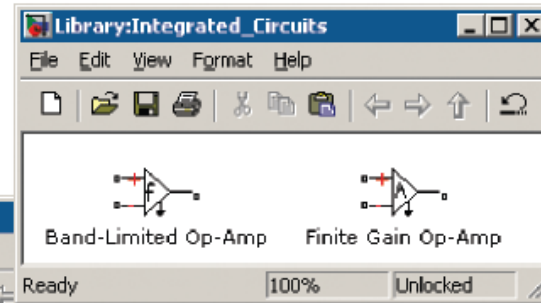 Library:Integrated_Circuits
File Edit View Format Help
f A
Band-Limited Op-Amp Finite Gain Op-Amp
Ready 100% Unlocked